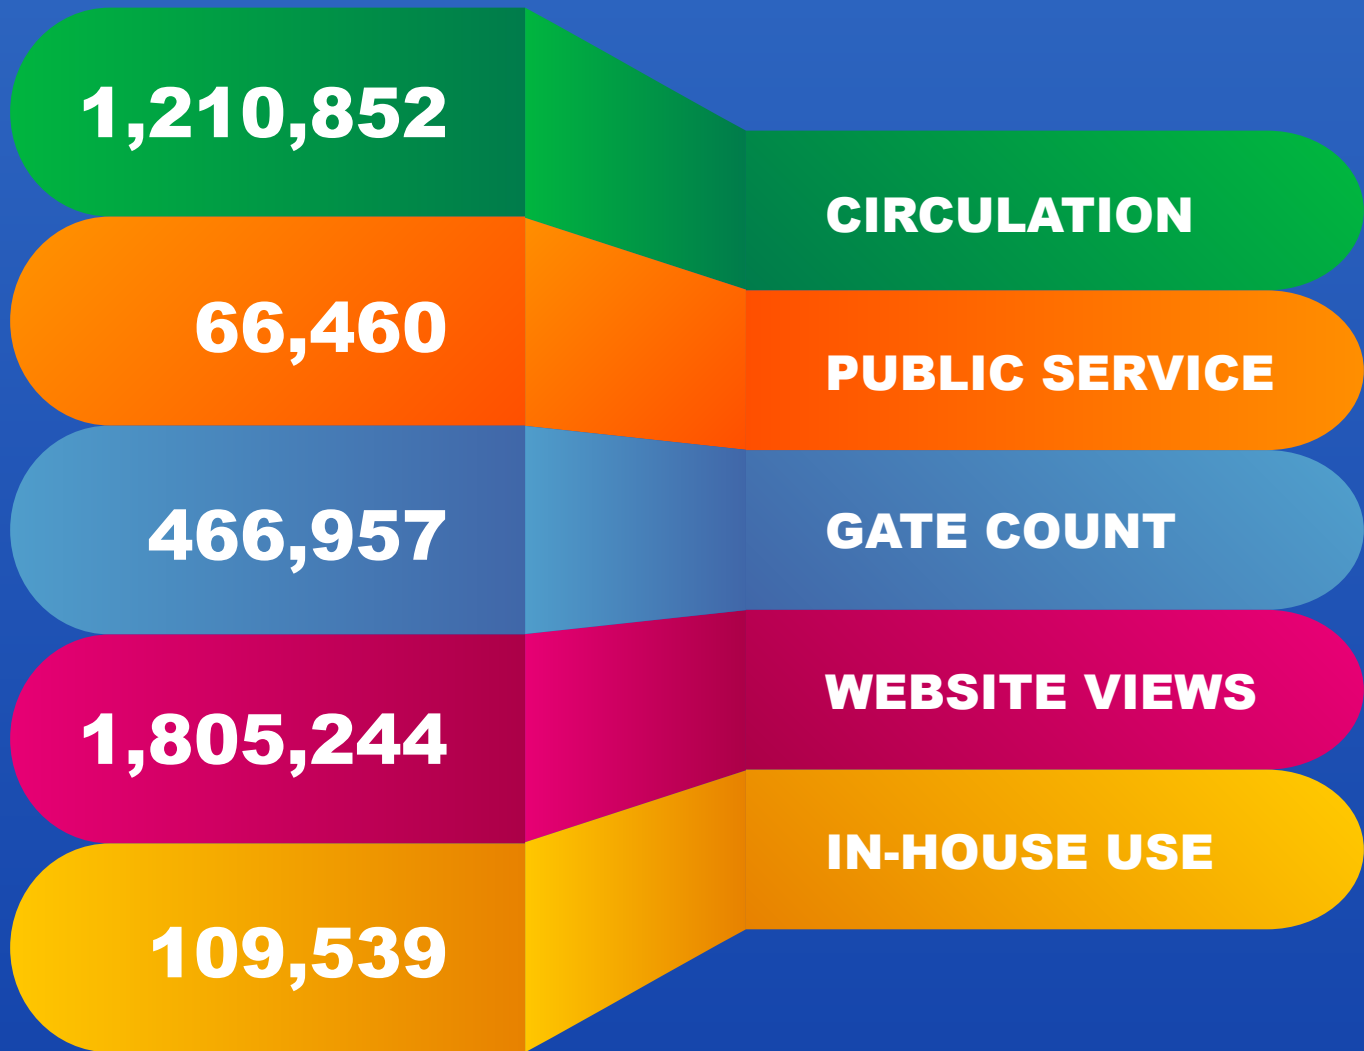 1,210,852
CIRCULATION
66,460
PUBLIC SERVICE
466,957
GATE COUNT
1,805,244
WEBSITE VIEWS
109,539
IN-HOUSE USE